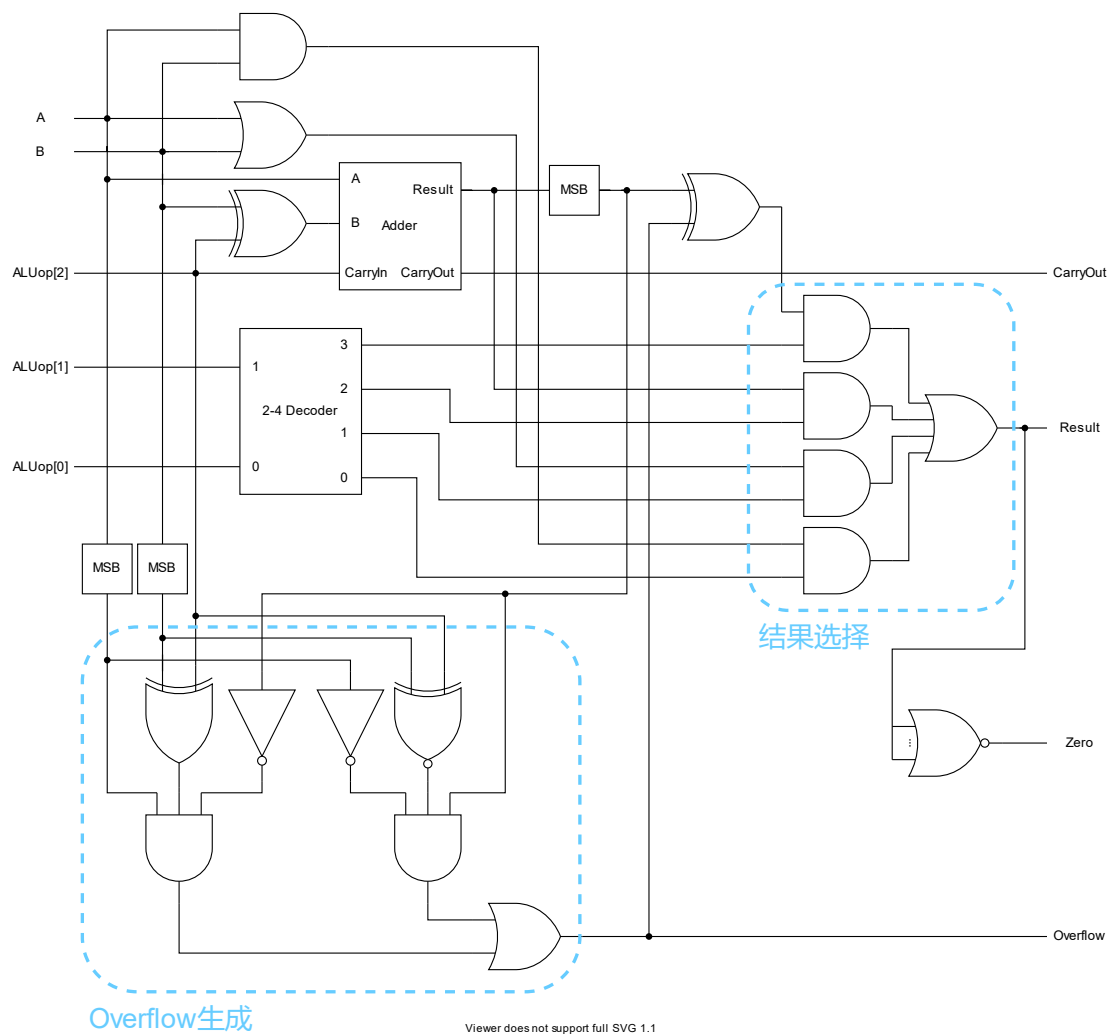 A
B
A
Result
MSB
B
Adder
ALUop[2]
CarryIn
CarryOut
CarryOut
3
ALUop[1]
1
2
2-4 Decoder
1
Result
ALUop[0]
0
0
MSB
MSB
结果选择
...
Zero
Overflow
Overflow生成
Viewer does not support full SVG 1.1